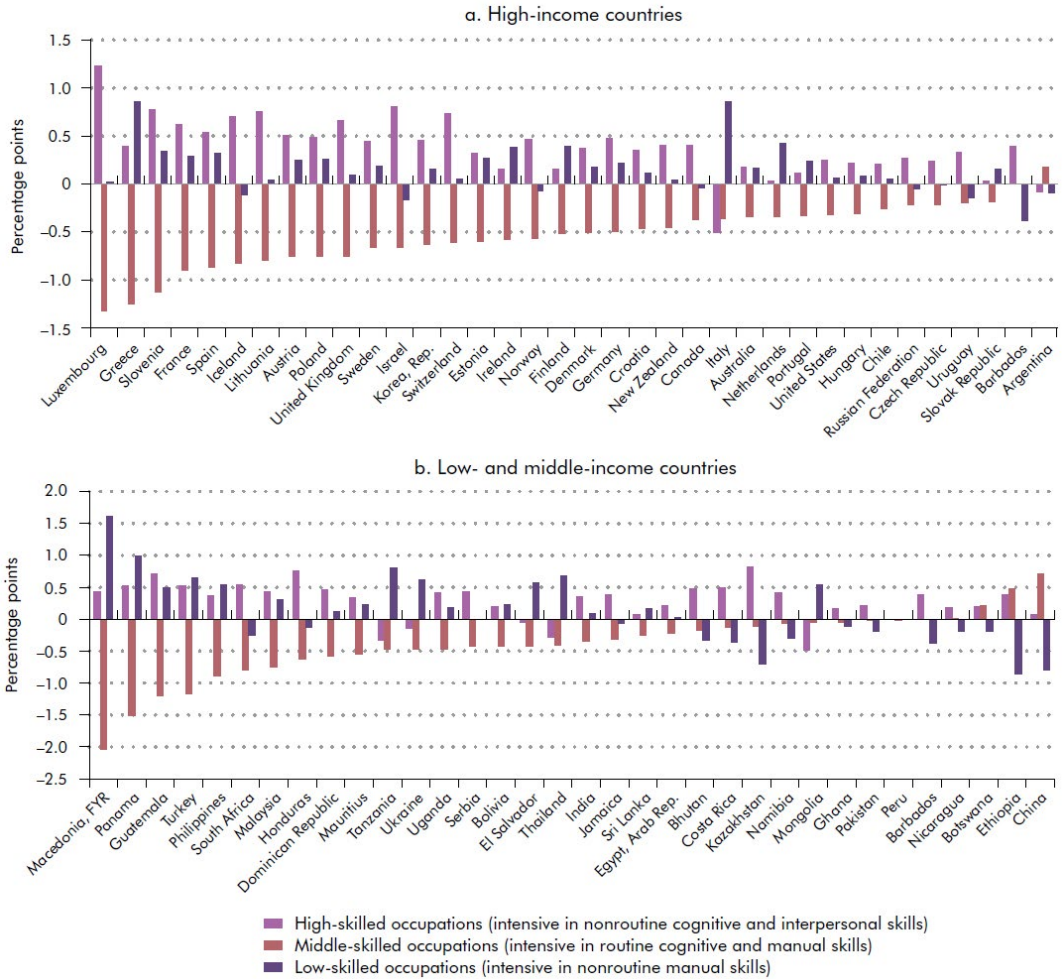 a. High-income countries
1.5
1.0
0.5
0
–0.5
–1.0
–1.5
Percentage points
Luxembourg
Greece
Slovenia
France
Spain
Iceland
Lithuania
Austria
Poland
United Kingdom
Sweden
Israel
Korea, Rep.
Switzerland
Estonia
Ireland
Norway
Finland
Denmark
Germany
Croatia
New Zealand
Canada
Italy
Australia
Netherlands
Portugal
United States
Hungary
Chile
Russian Federation
Czech Republic
Uruguay
Slovak Republic
Barbados
Argentina
b. Low- and middle-income countries
2.0
1.5
1.0
0.5
0
–0.5
–1.0
–1.5
–2.0
–2.5
Percentage points
Macedonia, FYR
Panama
Guatemala
Turkey
Philippines
South Africa
Malaysia
Honduras
Dominican Republic
Mauritius
Tanzania
Ukraine
Uganda
Serbia
Bolivia
El Salvador
Thailand
India
Jamaica
Sri Lanka
Egypt, Arab Rep.
Bhutan
Costa Rica
Kazakhstan
Namibia
Mongolia
Ghana
Pakistan
Peru
Barbados
Nicaragua
Botswana
Ethiopia
China
High-skilled occupations (intensive in nonroutine cognitive and interpersonal skills)
Middle-skilled occupations (intensive in routine cognitive and manual skills)
Low-skilled occupations (intensive in nonroutine manual skills)